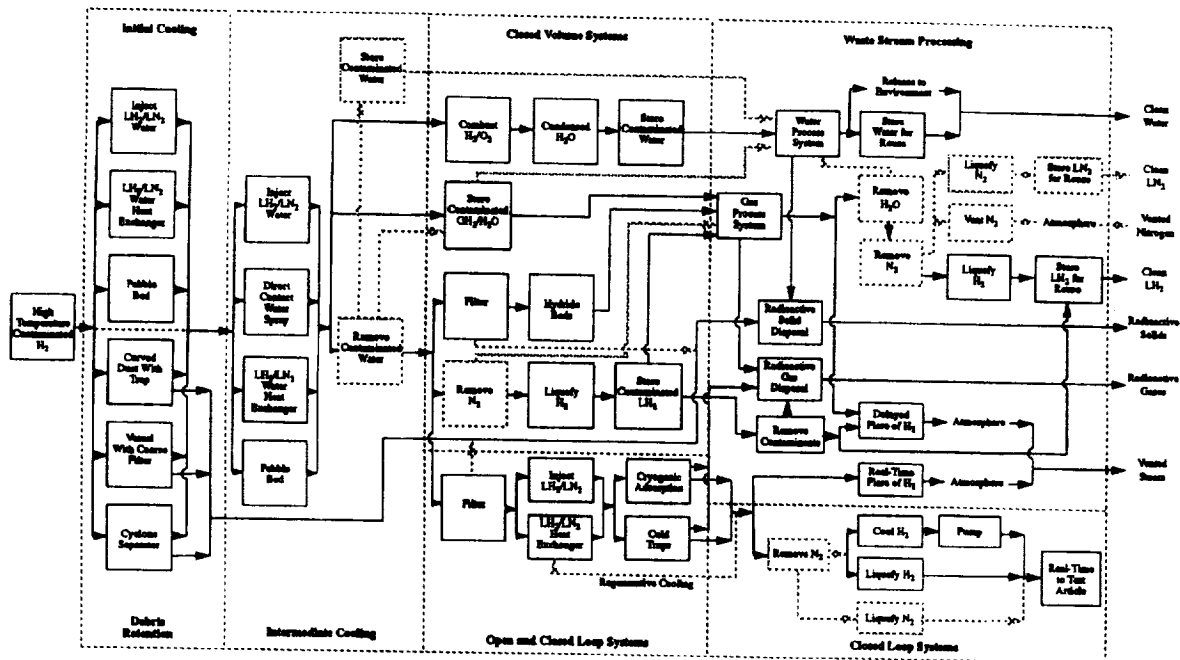 Initial Cooling
Inject
LH2/LN2
Water
LH2/LN2
Water
Heat
Exchanger
Pebble
Bed
High
Temperature
Contaminated
H2
Curved
Duct With
Trap
Vessel
With Coarse
Filter
Cyclone
Separator
Debris
Retention
Inject
LH2/LN2
Water
Direct
Contact
Water
Spray
LH2/LN2
Water
Heat
Exchanger
Pebble
Bed
Intermediate Cooling
Store
Contaminated
Water
Remove
Contaminated
Water
Closed Volume Systems
Combust
H2/O2
Condensed
H2O
Store
Contaminated
Water
Store
Contaminated
GH2/H2O
Filter
Hydride
Beds
Remove
N2
Liquefy
H2
Store
Contaminated
LH2
Filter
Inject
LH2/LN2
LH2/LN2
Heat
Exchanger
Cryogenic
Adsorption
Cold
Traps
Regenerative Cooling
Open and Closed Loop Systems
Waste Stream Processing
Water
Process
System
Release to
Environment
Store
Water for
Reuse
Clean
Water
Gas
Process
System
Remove
H2O
Liquefy
N2
Store LN2
for Reuse
Clean
LN2
Vent N2
Atmosphere
Vented
Nitrogen
Remove
N2
Liquefy
H2
Store
LH2 for
Reuse
Clean
LH2
Radioactive
Solid
Disposal
Radioactive
Solids
Radioactive
Gas
Disposal
Radioactive
Gases
Remove
Contaminants
Delayed
Flare of H2
Atmosphere
Real-Time
Flare of H2
Atmosphere
Vented
Steam
Remove N2
Cool H2
Pump
Liquefy H2
Liquefy N2
Real-Time
to Test
Article
Closed Loop Systems